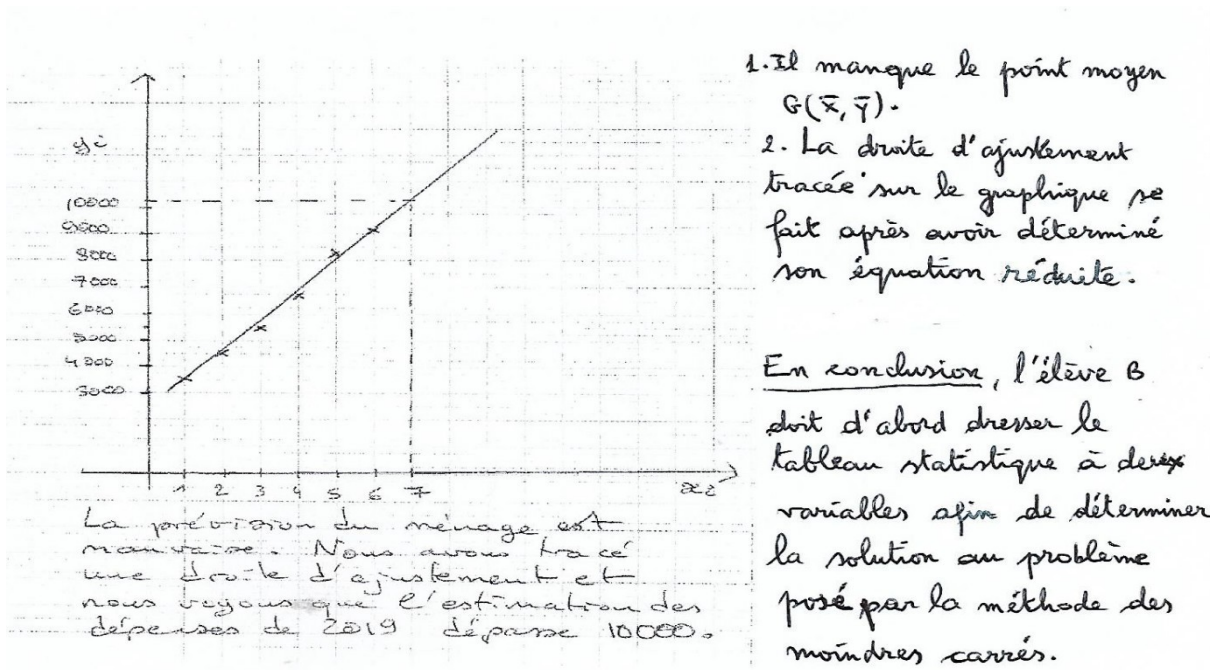 yi
10000
9000
8000
7000
6000
5000
4000
3000
1 2 3 4 5 6 7
xi
La prévision du ménage est
mauvaise. Nous avons tracé
une droite d'ajustement et
nous voyons que l'estimation des
dépenses de 2019 dépasse 10000.
1. Il manque le point moyen
G(x̄, ȳ).
2. La droite d'ajustement
tracée sur le graphique se
fait après avoir déterminé
son équation réduite.
En conclusion, l'élève B
doit d'abord dresser le
tableau statistique à deux
variables afin de déterminer
la solution au problème
posé par la méthode des
moindres carrés.